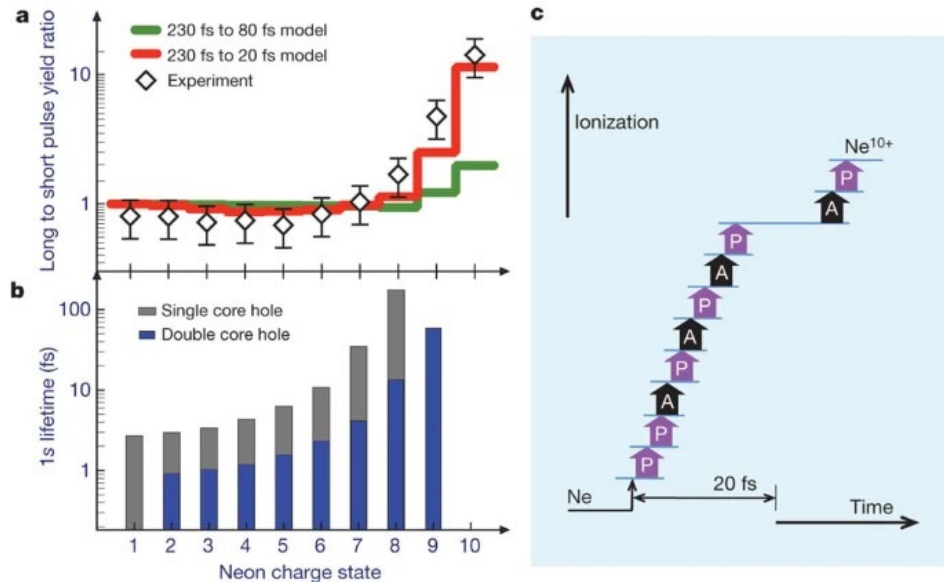 a
Long to short pulse yield ratio
10
1
230 fs to 80 fs model
230 fs to 20 fs model
Experiment
b
1s lifetime (fs)
100
10
1
Single core hole
Double core hole
1 2 3 4 5 6 7 8 9 10
Neon charge state
c
Ionization
Ne10+
P
A
P
A
P
A
P
A
P
P
20 fs
Ne
Time